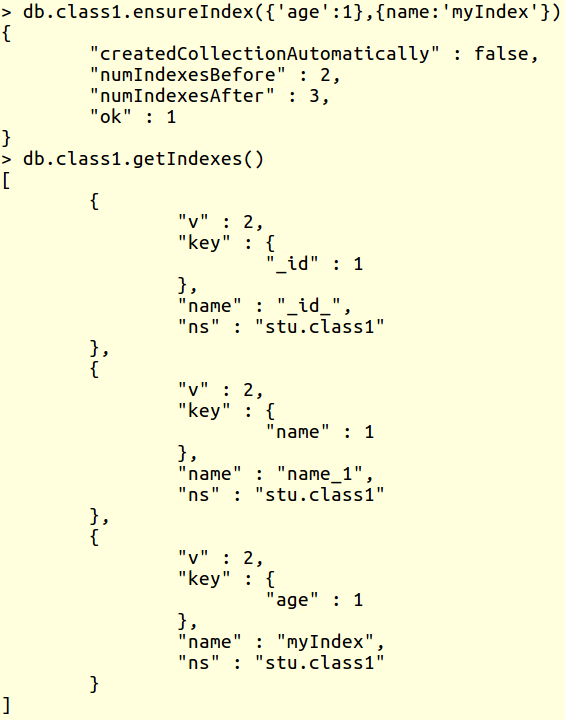 > db.class1.ensureIndex({'age':1},{name:'myIndex'})
{
        "createdCollectionAutomatically" : false,
        "numIndexesBefore" : 2,
        "numIndexesAfter" : 3,
        "ok" : 1
}
> db.class1.getIndexes()
[
        {
                "v" : 2,
                "key" : {
                        "_id" : 1
                },
                "name" : "_id_",
                "ns" : "stu.class1"
        },
        {
                "v" : 2,
                "key" : {
                        "name" : 1
                },
                "name" : "name_1",
                "ns" : "stu.class1"
        },
        {
                "v" : 2,
                "key" : {
                        "age" : 1
                },
                "name" : "myIndex",
                "ns" : "stu.class1"
        }
]